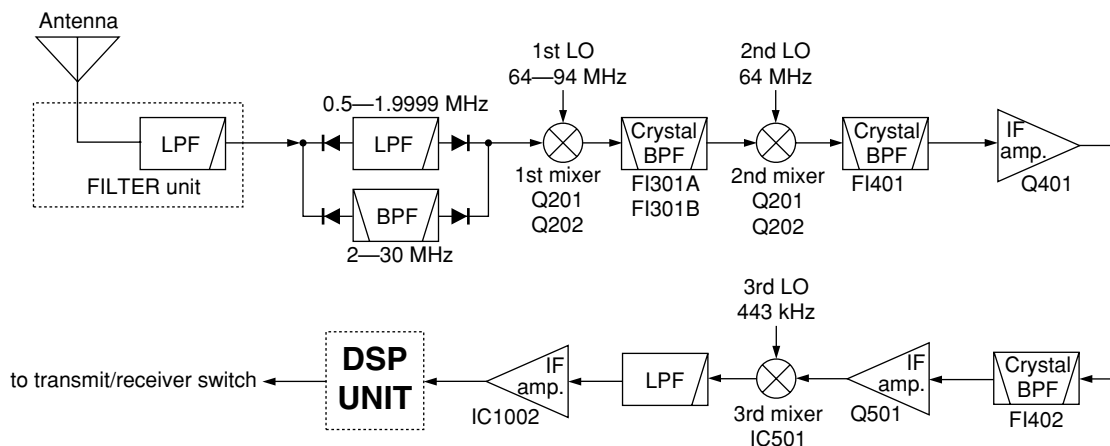 Antenna
LPF
FILTER unit
0.5—1.9999 MHz
LPF
BPF
2—30 MHz
1st LO
64—94 MHz
1st mixer
Q201
Q202
Crystal
BPF
FI301A
FI301B
2nd LO
64 MHz
2nd mixer
Q201
Q202
Crystal
BPF
FI401
IF
amp.
Q401
to transmit/receiver switch
DSP
UNIT
IF
amp.
IC1002
LPF
3rd LO
443 kHz
3rd mixer
IC501
IF
amp.
Q501
Crystal
BPF
FI402